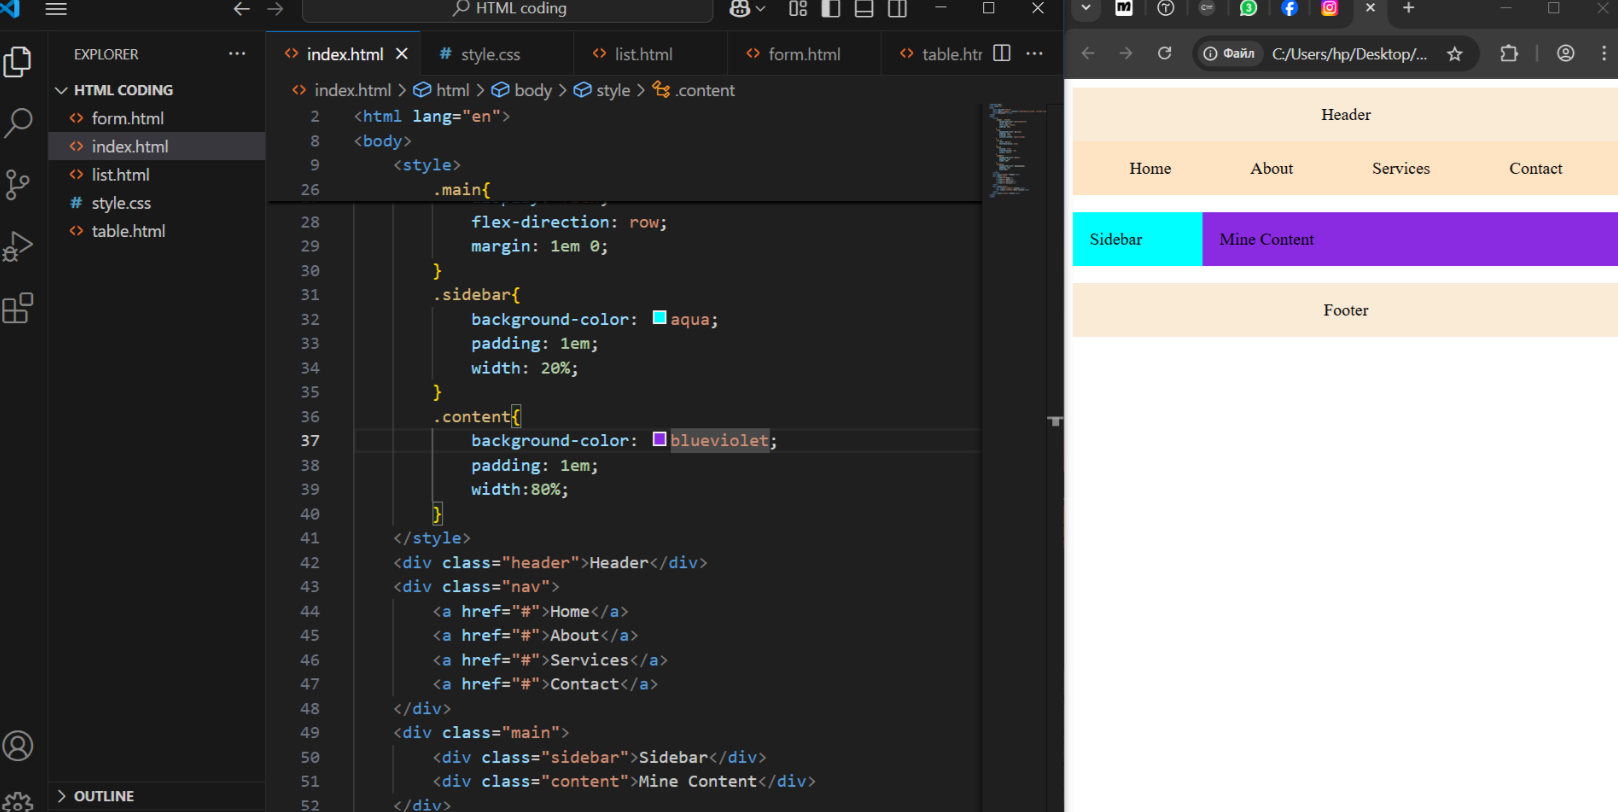 HTML coding
EXPLORER
HTML CODING
form.html
index.html
list.html
style.css
table.html
OUTLINE
index.html
style.css
list.html
form.html
index.html > html > body > style > .content
2 <html lang="en">
8 <body>
9 <style>
26 .main{
28 flex-direction: row;
29 margin: 1em 0;
30 }
31 .sidebar{
32 background-color: aqua;
33 padding: 1em;
34 width: 20%;
35 }
36 .content{
37 background-color: blueviolet;
38 padding: 1em;
39 width:80%;
40 }
41 </style>
42 <div class="header">Header</div>
43 <div class="nav">
44 <a href="#">Home</a>
45 <a href="#">About</a>
46 <a href="#">Services</a>
47 <a href="#">Contact</a>
48 </div>
49 <div class="main">
50 <div class="sidebar">Sidebar</div>
51 <div class="content">Mine Content</div>
52 </div>
3
Файл C:/Users/hp/Desktop/...
Header
Home About Services Contact
Sidebar Mine Content
Footer